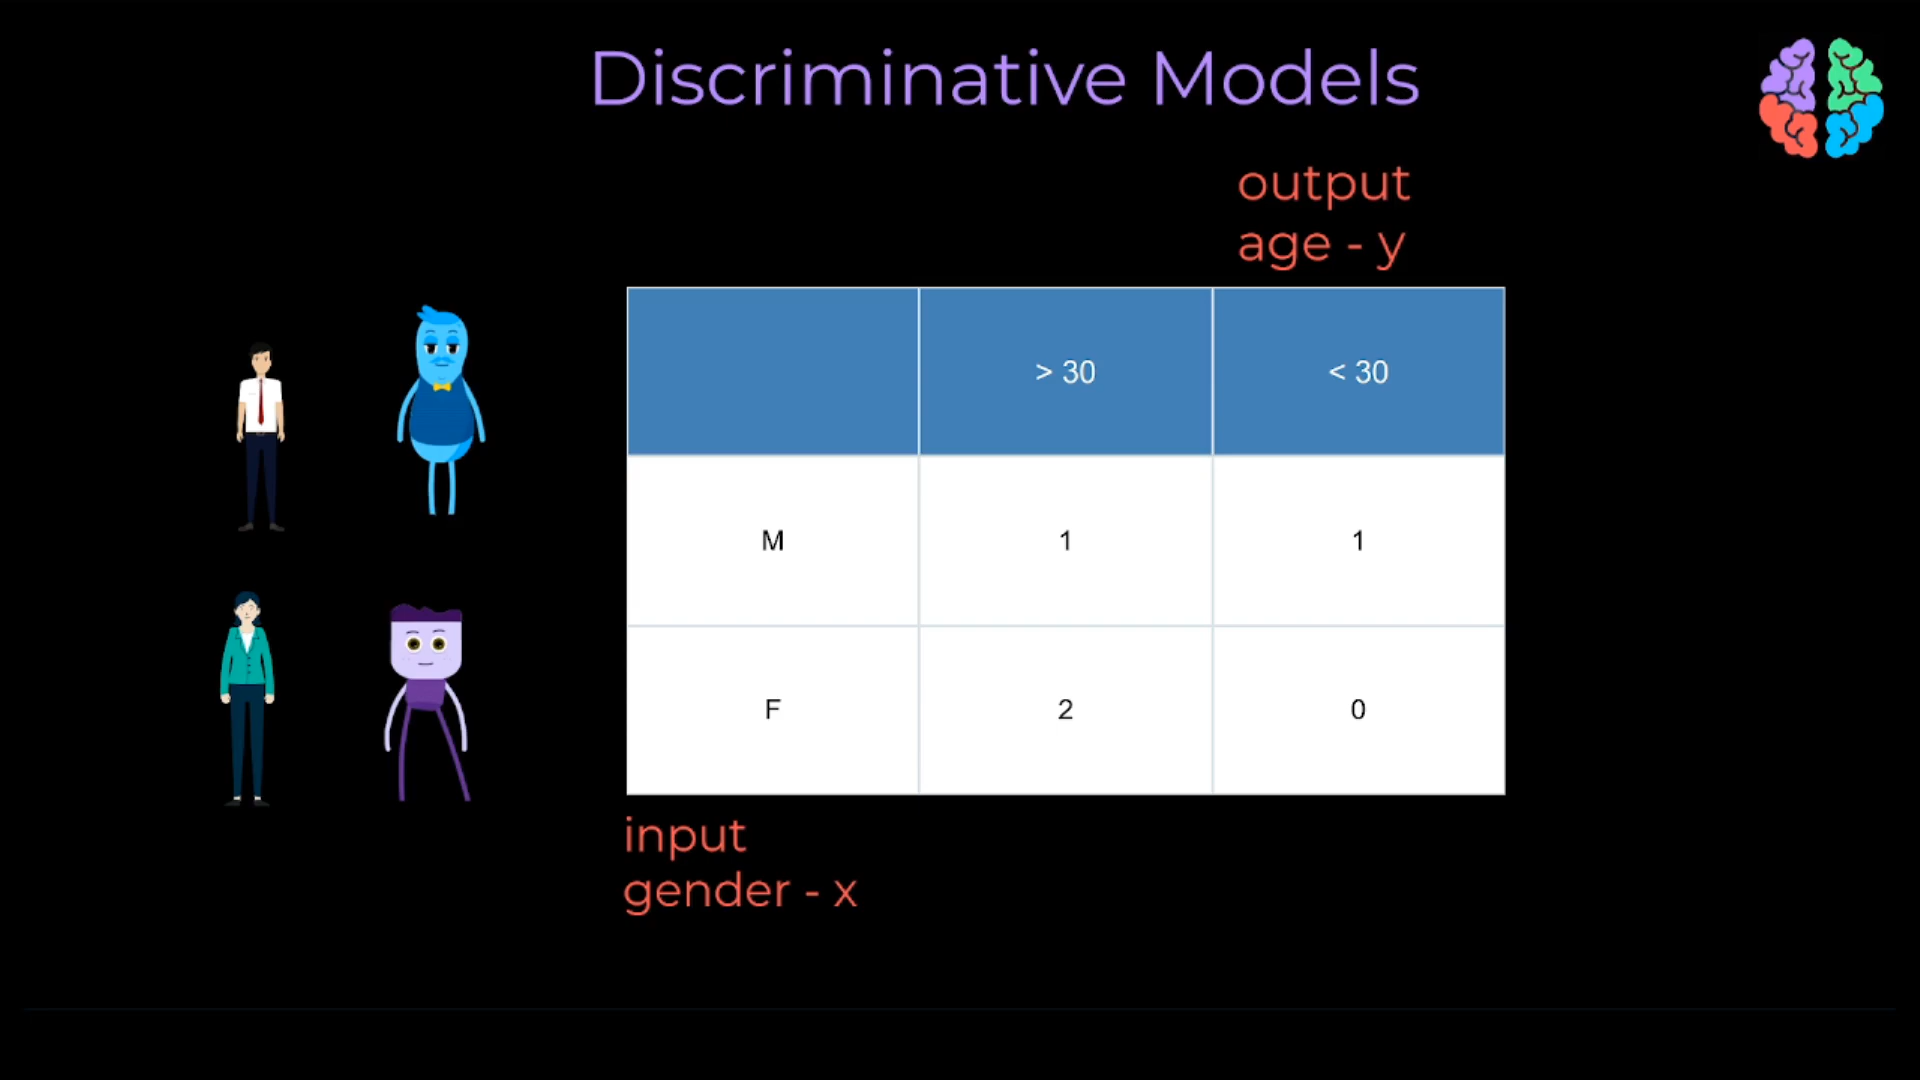 Discriminative Models
output
age - y
> 30 < 30
M 1 1
F 2 0
input
gender - x